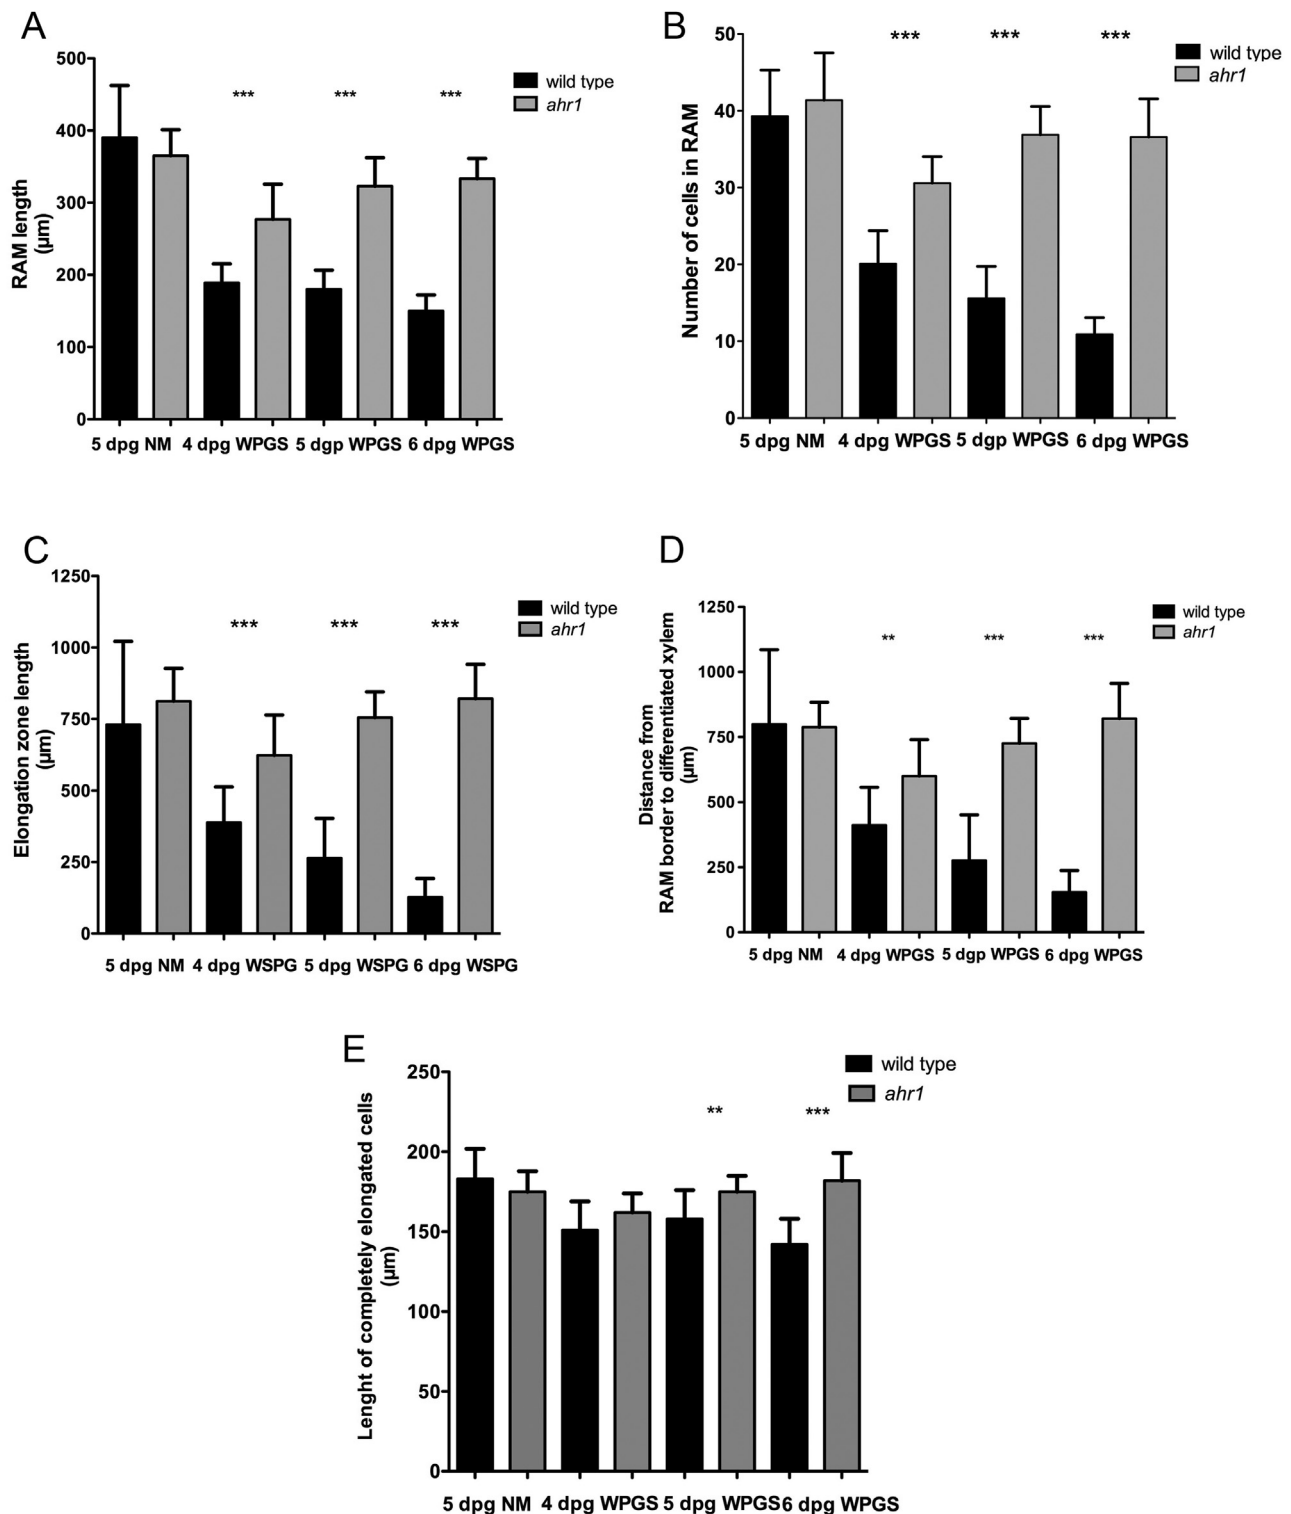 A
500
400
300
200
100
0
RAM length
(µm)
***
***
***
wild type
ahr1
5 dpg NM
4 dpg WPGS
5 dgp WPGS
6 dpg WPGS
B
50
40
30
20
10
0
Number of cells in RAM
***
***
***
wild type
ahr1
5 dpg NM
4 dpg WPGS
5 dgp WPGS
6 dpg WPGS
C
1250
1000
750
500
250
0
Elongation zone length
(µm)
***
***
***
wild type
ahr1
5 dpg NM
4 dpg WSPG
5 dpg WSPG
6 dpg WSPG
D
1250
1000
750
500
250
0
Distance from
RAM border to differentiated xylem
(µm)
**
***
***
wild type
ahr1
5 dpg NM
4 dpg WPGS
5 dgp WPGS
6 dpg WPGS
E
250
200
150
100
50
0
Lenght of completely elongated cells
(µm)
**
***
wild type
ahr1
5 dpg NM
4 dpg WPGS
5 dpg WPGS
6 dpg WPGS